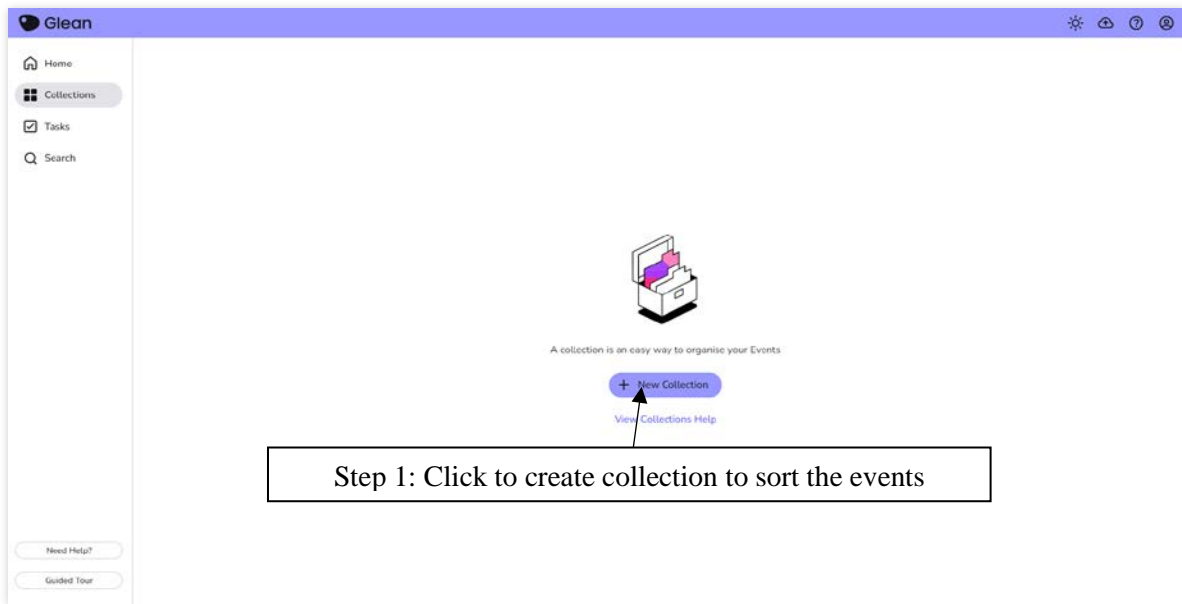 Glean
Home
Collections
Tasks
Search
A collection is an easy way to organise your Events
+ New Collection
View Collections Help
Step 1: Click to create collection to sort the events
Need Help?
Guided Tour